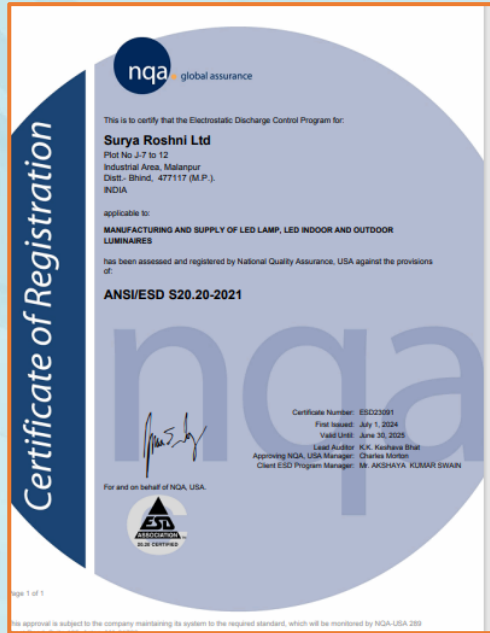 Certificate of Registration
nqa. global assurance
This is to certify that the Electrostatic Discharge Control Program for:
Surya Roshni Ltd
Plot No J-7 to 12
Industrial Area, Malanpur
Distt.- Bhind, 477117 (M.P.).
INDIA
applicable to:
MANUFACTURING AND SUPPLY OF LED LAMP, LED INDOOR AND OUTDOOR
LUMINAIRES
has been assessed and registered by National Quality Assurance, USA against the provisions
of:
ANSI/ESD S20.20-2021
nqa
Certificate Number: ESD23091
First Issued: July 1, 2024
Valid Until: June 30, 2025
Lead Auditor K.K. Keshava Bhat
Approving NQA, USA Manager: Charles Morton
Client ESD Program Manager: Mr. AKSHAYA KUMAR SWAIN
For and on behalf of NQA, USA.
ESD
ASSOCIATION
20.20 CERTIFIED
age 1 of 1
his approval is subject to the company maintaining its system to the required standard, which will be monitored by NQA-USA 289